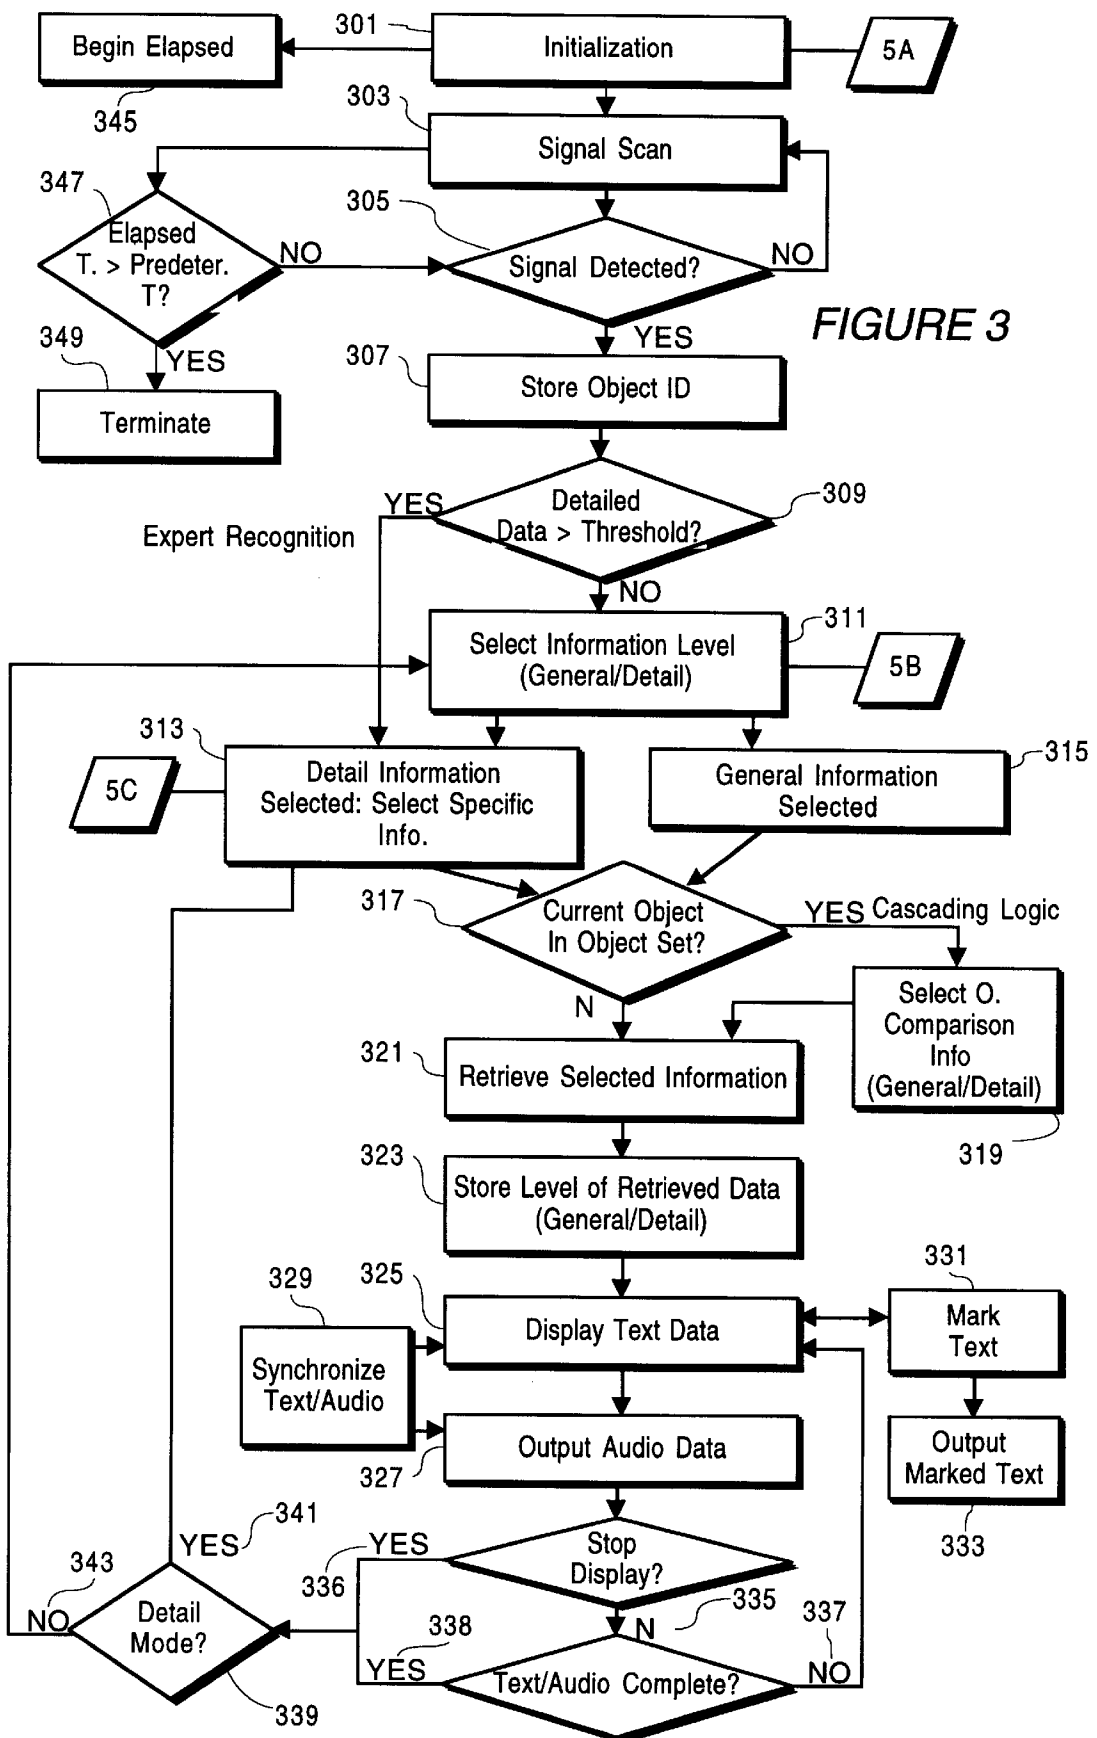 301
Begin Elapsed
Initialization
5A
345
303
Signal Scan
347
305
Elapsed
T. > Predeter.
T?
NO
Signal Detected?
NO
FIGURE 3
349
YES
YES
307
Store Object ID
Terminate
YES
Detailed
Data > Threshold?
309
Expert Recognition
NO
311
Select Information Level
(General/Detail)
5B
313
315
5C
Detail Information
Selected: Select Specific
Info.
General Information
Selected
317
Current Object
In Object Set?
YES
Cascading Logic
N
Select O.
Comparison
Info
(General/Detail)
319
321
Retrieve Selected Information
323
Store Level of Retrieved Data
(General/Detail)
325
329
331
Display Text Data
Mark
Text
Synchronize
Text/Audio
Output Audio Data
327
Output
Marked Text
333
341
YES
YES
336
Stop
Display?
343
NO
Detail
Mode?
339
338
YES
N
335
337
NO
Text/Audio Complete?